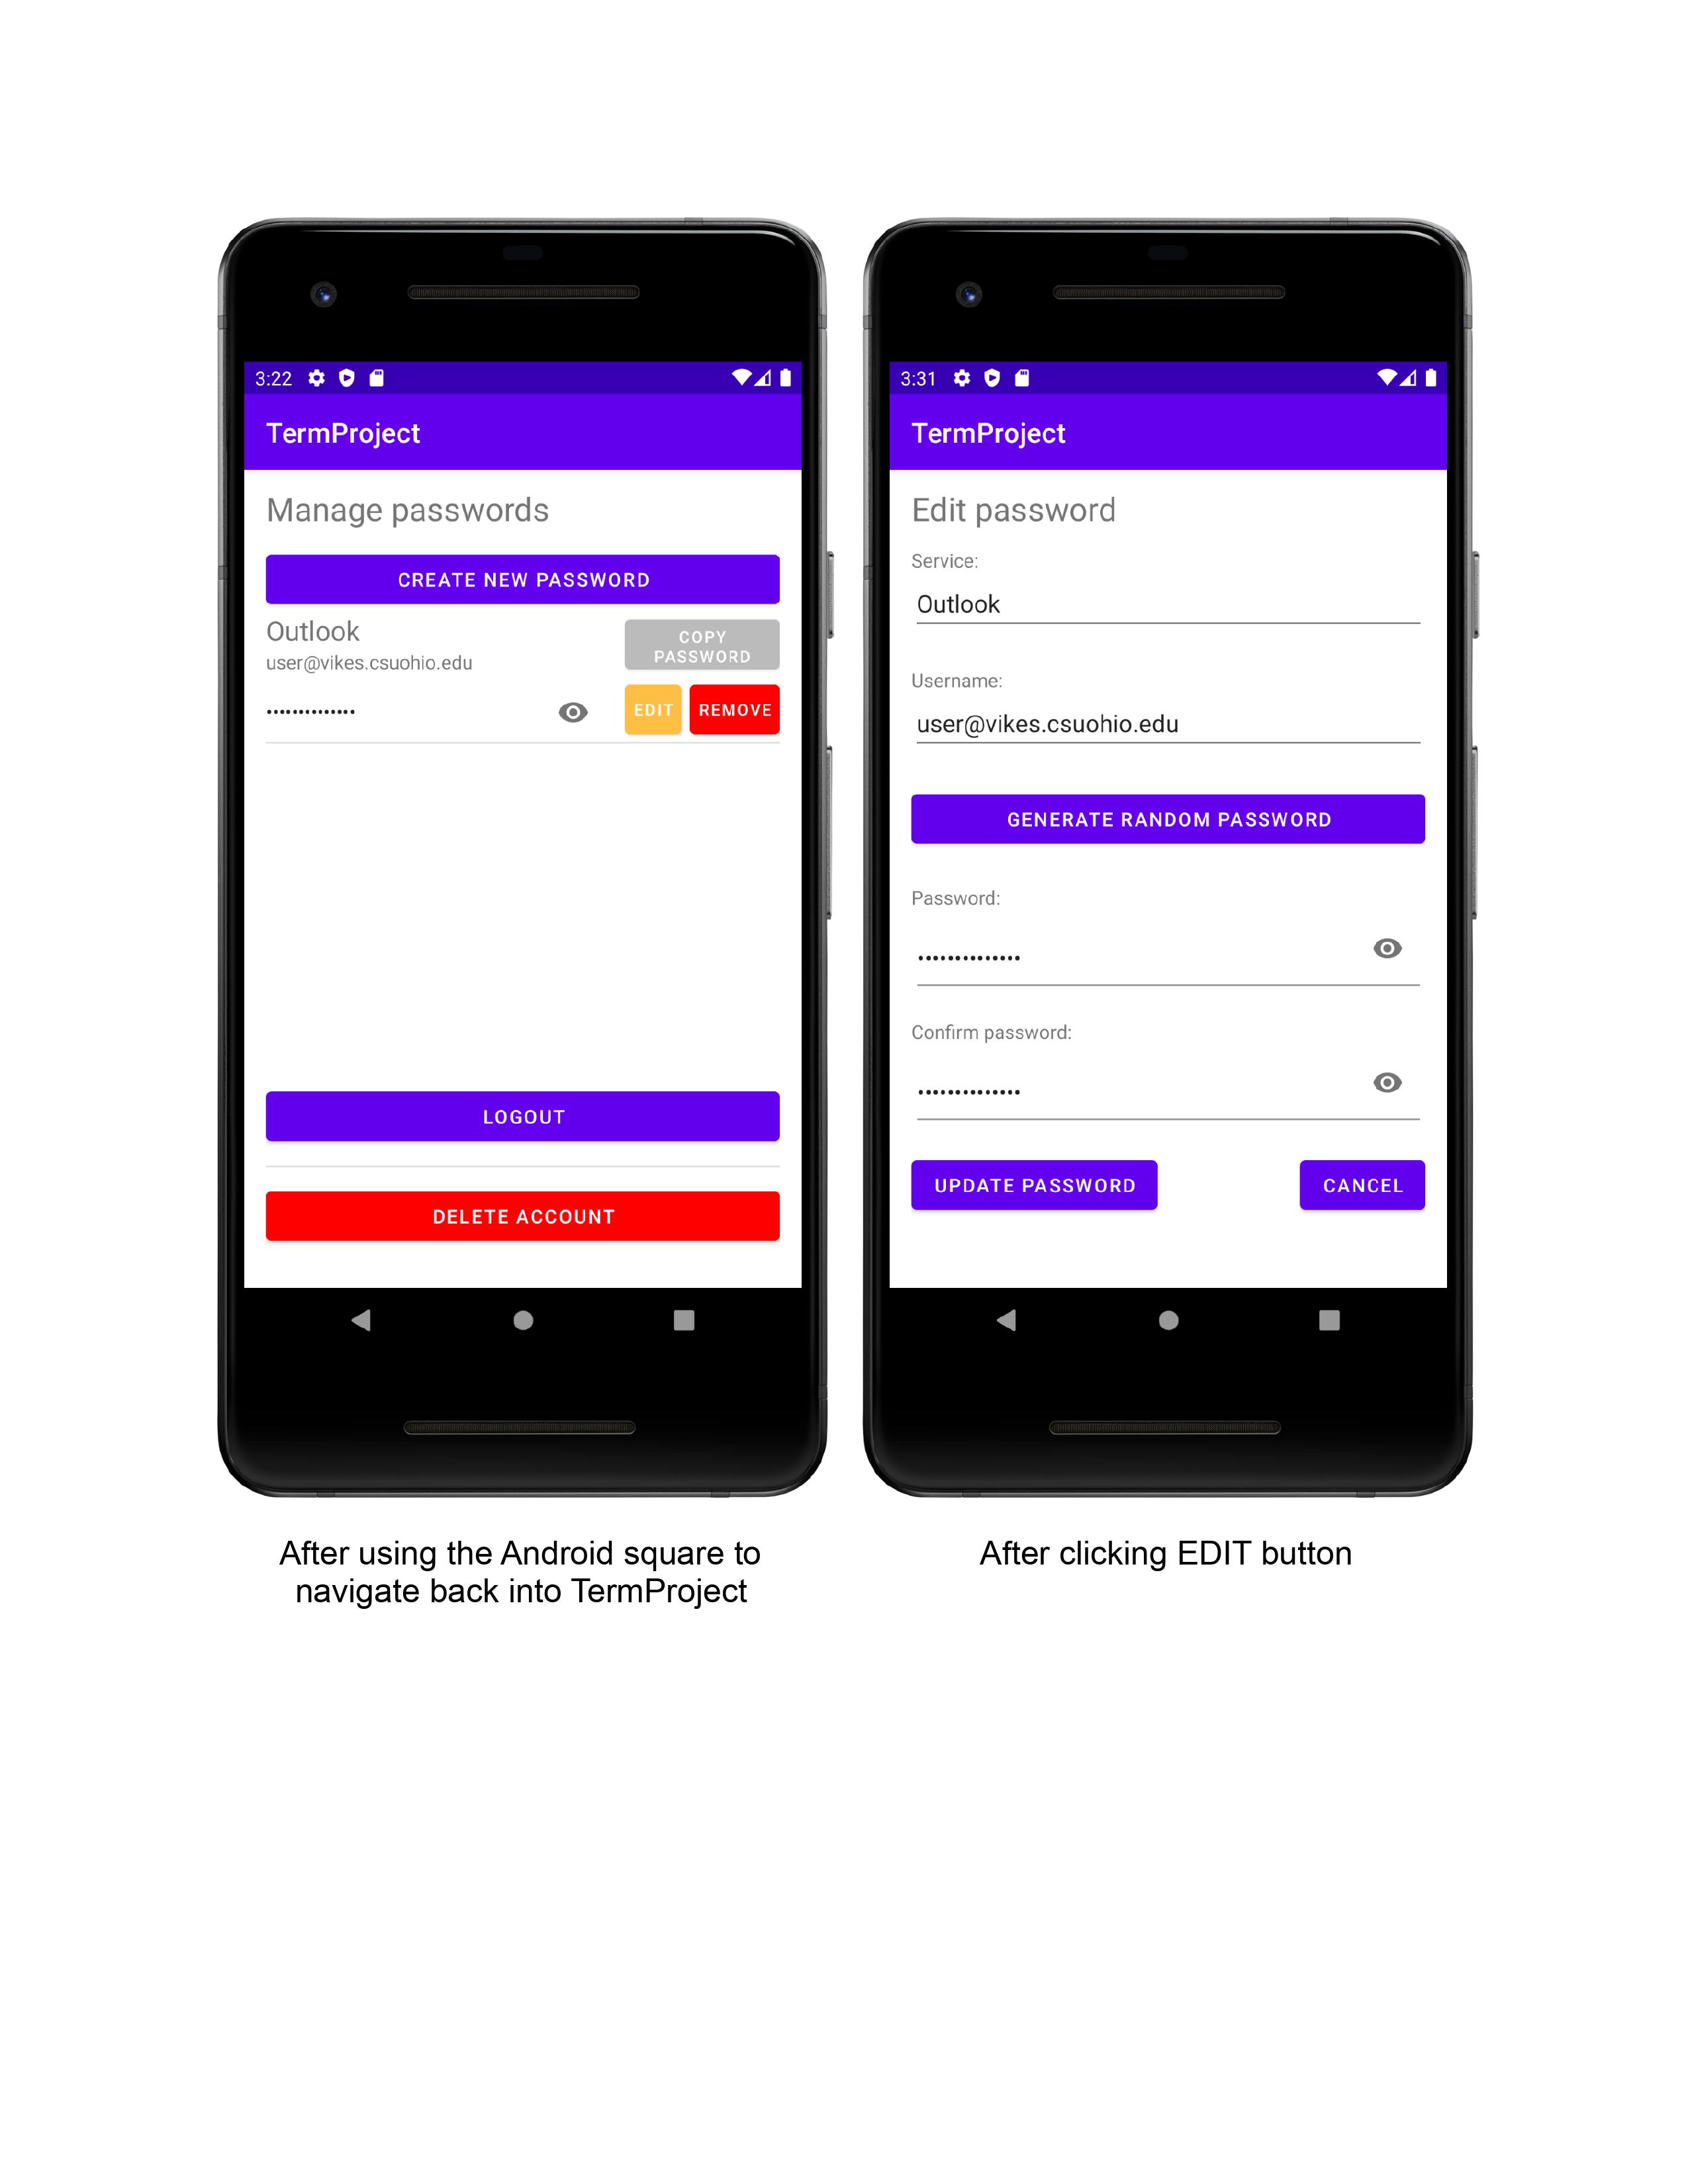 3:22
TermProject
Manage passwords
CREATE NEW PASSWORD
Outlook
user@vikes.csuohio.edu
COPY
PASSWORD
••••••••••••••
EDIT
REMOVE
LOGOUT
DELETE ACCOUNT
After using the Android square to
navigate back into TermProject
3:31
TermProject
Edit password
Service:
Outlook
Username:
user@vikes.csuohio.edu
GENERATE RANDOM PASSWORD
Password:
••••••••••••••
Confirm password:
••••••••••••••
UPDATE PASSWORD
CANCEL
After clicking EDIT button